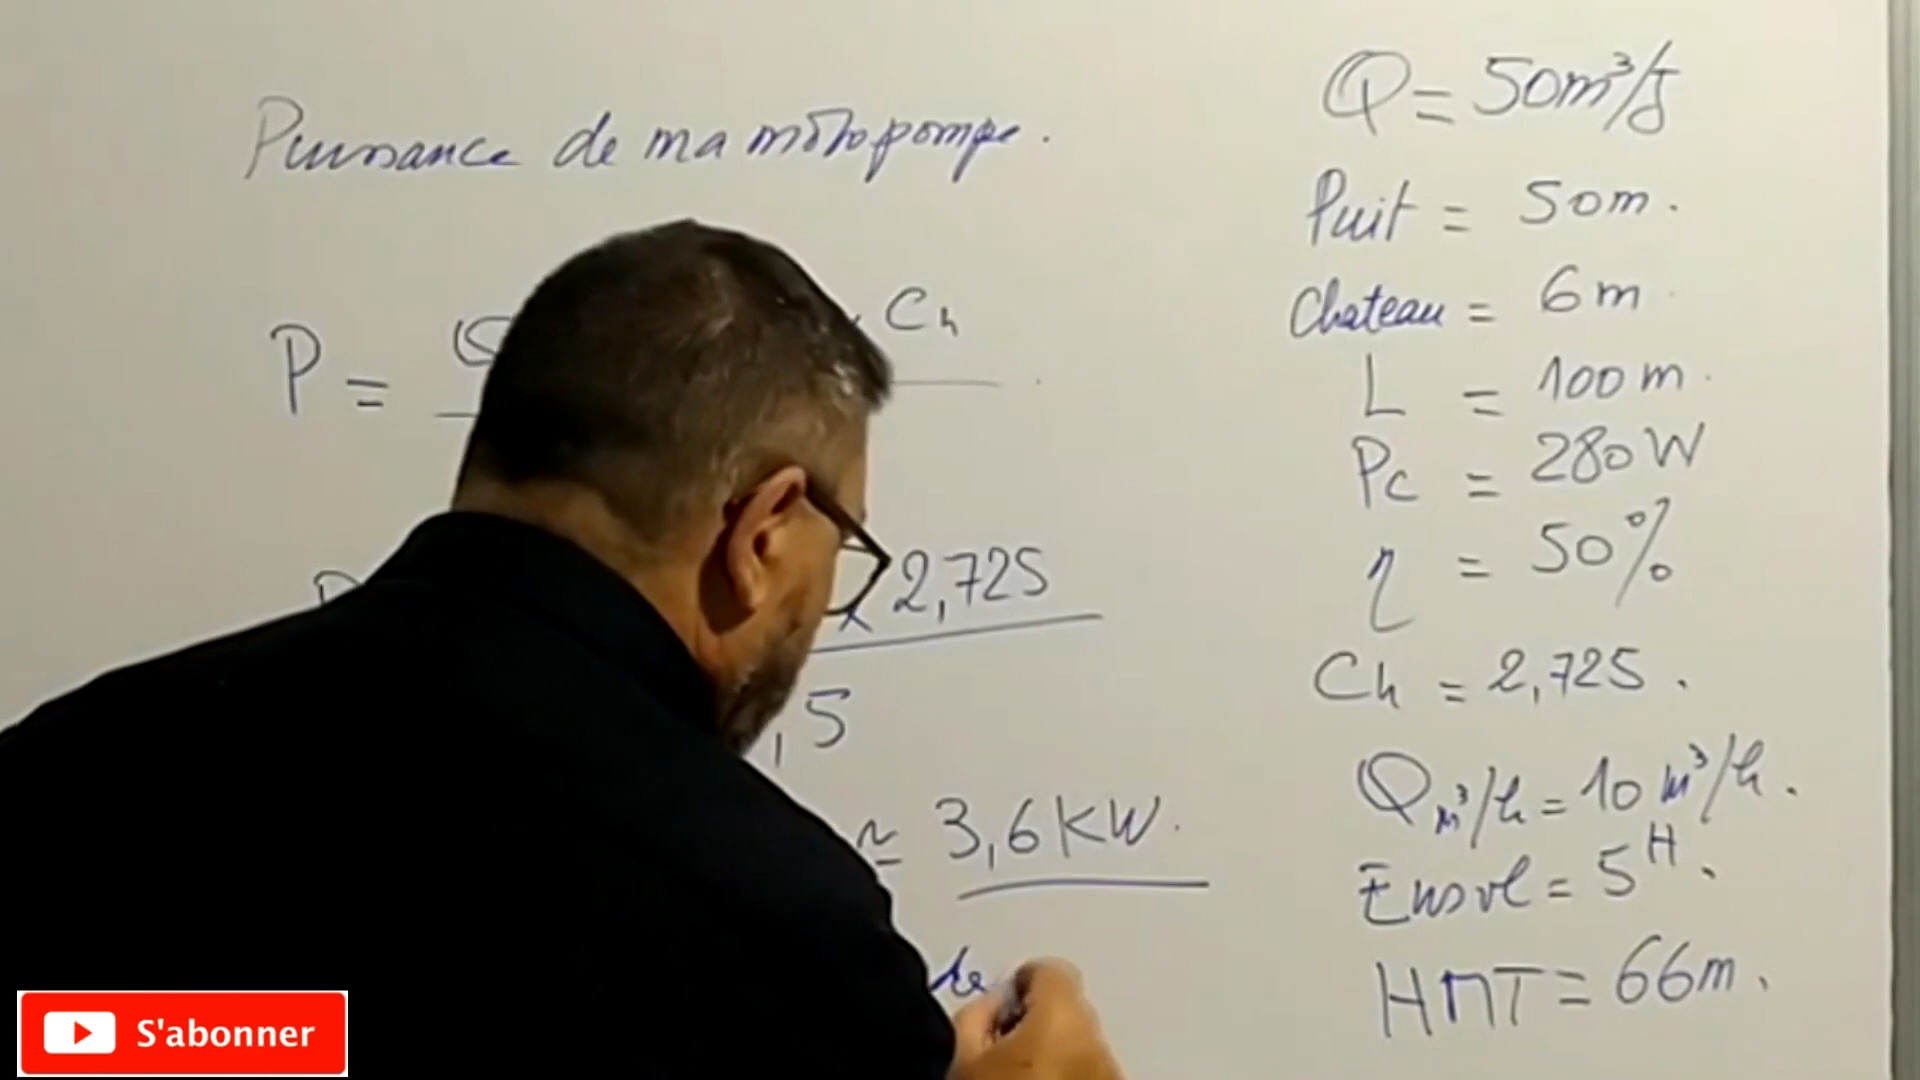 Puissance de ma motopompe.
P =
x Ch
x 2,725
,5
≃ 3,6 KW.
Q = 50m³/J
Puit = 50m.
Chateau = 6m
L = 100m.
Pc = 280W
η = 50%
Ch = 2,725.
Qm³/h = 10 m³/h.
Ensol = 5H.
HMT = 66m.
S'abonner